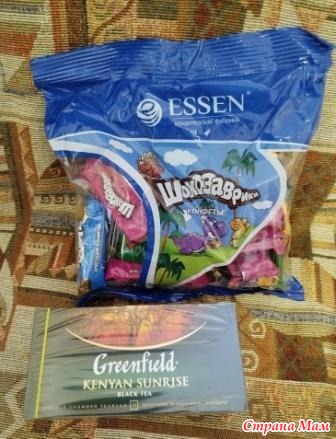 ESSEN
кондитерская фабрика
Шокозаврики
КОНФЕТЫ
Greenfield
KENYAN SUNRISE
BLACK TEA
Страна Мам